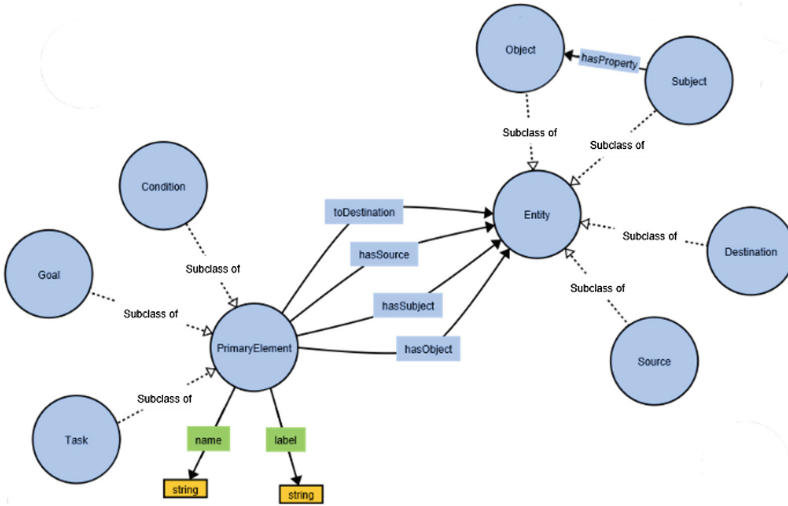 Object
hasProperty
Subject
Subclass of
Subclass of
Condition
toDestination
Entity
hasSource
Subclass of
Destination
Goal
Subclass of
Subclass of
hasSubject
Subclass of
PrimaryElement
hasObject
Source
Subclass of
Task
name
label
string
string